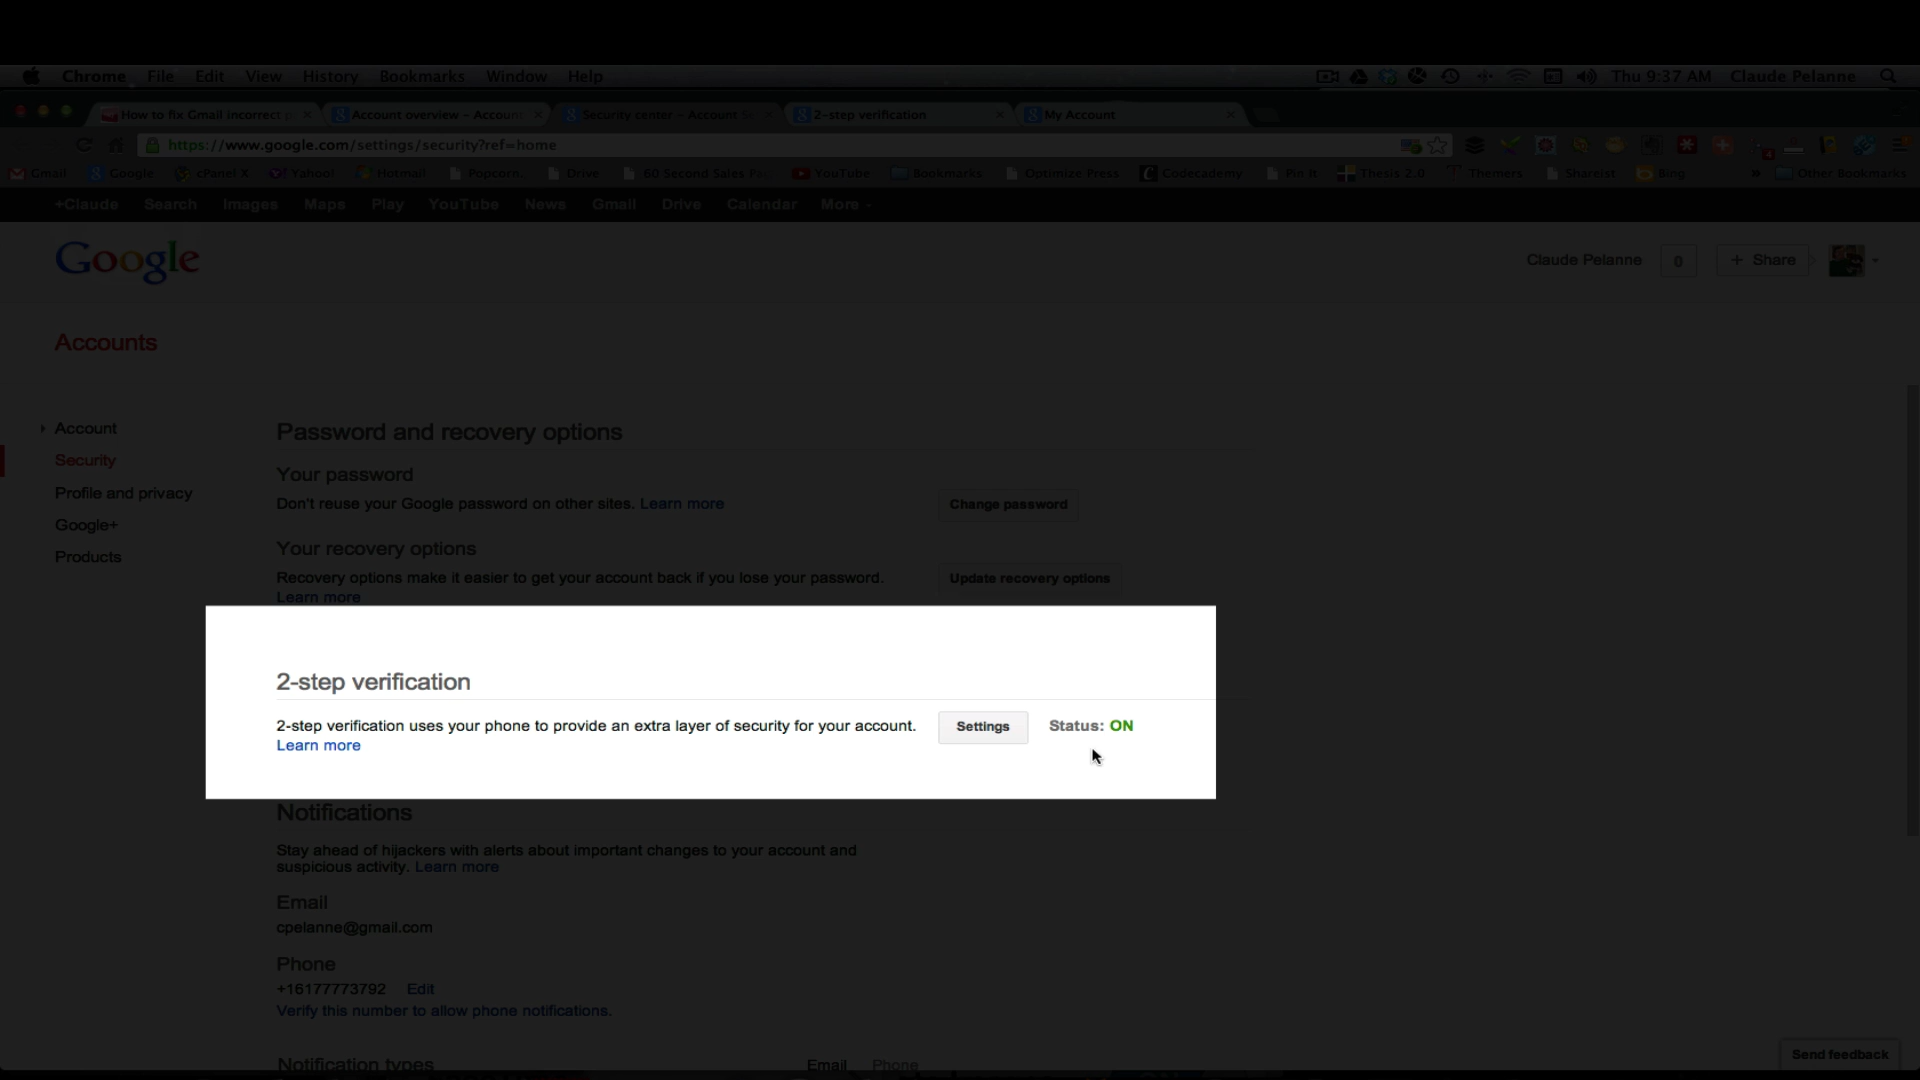 Chrome File Edit View History Bookmarks Window Help Thu 9:37 AM Claude Pelanne
How to fix Gmail incorrect p Account overview – Account Security center – Account Se 2-step verification My Account
https://www.google.com/settings/security?ref=home
Gmail Google cPanel X Yahoo! Hotmail Popcorn. Drive 60 Second Sales Pa YouTube Bookmarks Optimize Press Codecademy Pin It Thesis 2.0 Themers Shareist Bing » Other Bookmarks
+Claude Search Images Maps Play YouTube News Gmail Drive Calendar More
Google
Claude Pelanne 0 + Share
Accounts
Account
Security
Profile and privacy
Google+
Products
Password and recovery options
Your password
Don't reuse your Google password on other sites. Learn more Change password
Your recovery options
Recovery options make it easier to get your account back if you lose your password. Update recovery options
Learn more
2-step verification
2-step verification uses your phone to provide an extra layer of security for your account. Settings Status: ON
Learn more
Notifications
Stay ahead of hijackers with alerts about important changes to your account and
suspicious activity. Learn more
Email
cpelanne@gmail.com
Phone
+16177773792 Edit
Verify this number to allow phone notifications.
Notification types Email Phone
Send feedback